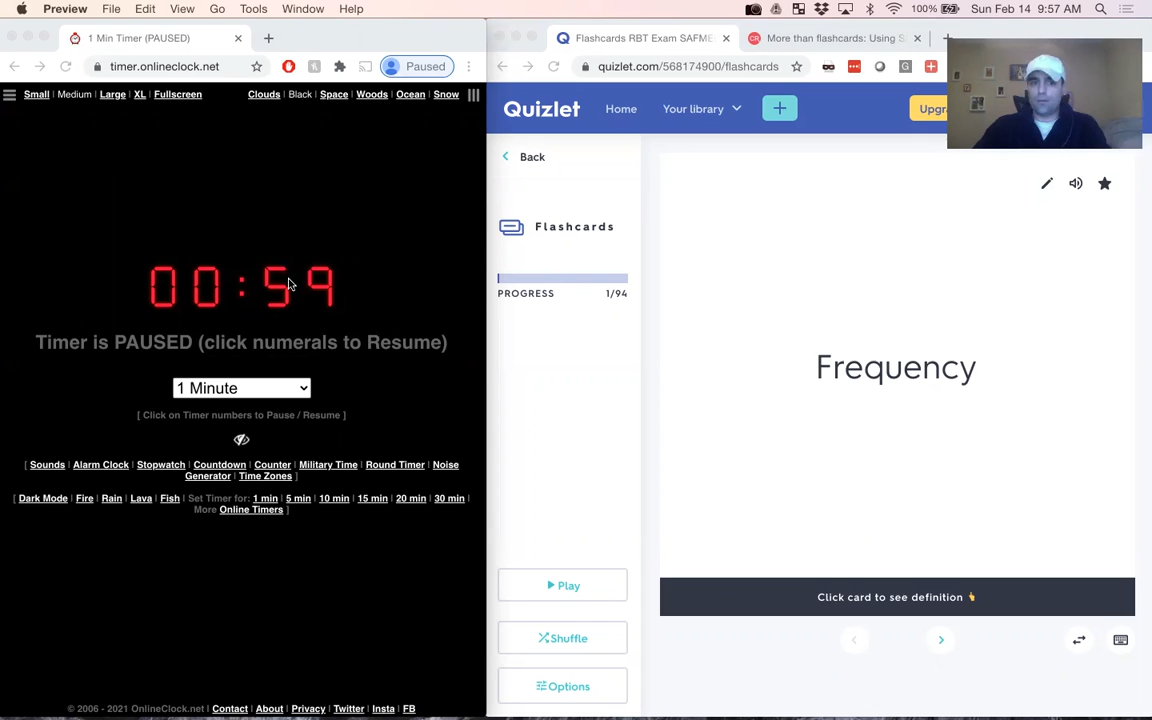 Preview File Edit View Go Tools Window Help 100% Sun Feb 14 9:57 AM
1 Min Timer (PAUSED)
timer.onlineclock.net Paused
Small | Medium | Large | XL | Fullscreen Clouds | Black | Space | Woods | Ocean | Snow
00:59
Timer is PAUSED (click numerals to Resume)
1 Minute
[ Click on Timer numbers to Pause / Resume ]
[ Sounds | Alarm Clock | Stopwatch | Countdown | Counter | Military Time | Round Timer | Noise
Generator | Time Zones ]
[ Dark Mode | Fire | Rain | Lava | Fish | Set Timer for: 1 min | 5 min | 10 min | 15 min | 20 min | 30 min |
More Online Timers ]
© 2006 - 2021 OnlineClock.net | Contact | About | Privacy | Twitter | Insta | FB
Flashcards RBT Exam SAFME
More than flashcards: Using S
quizlet.com/568174900/flashcards
Quizlet Home Your library + Upgra
Back
Flashcards
PROGRESS 1/94
Frequency
Click card to see definition
Play
Shuffle
Options